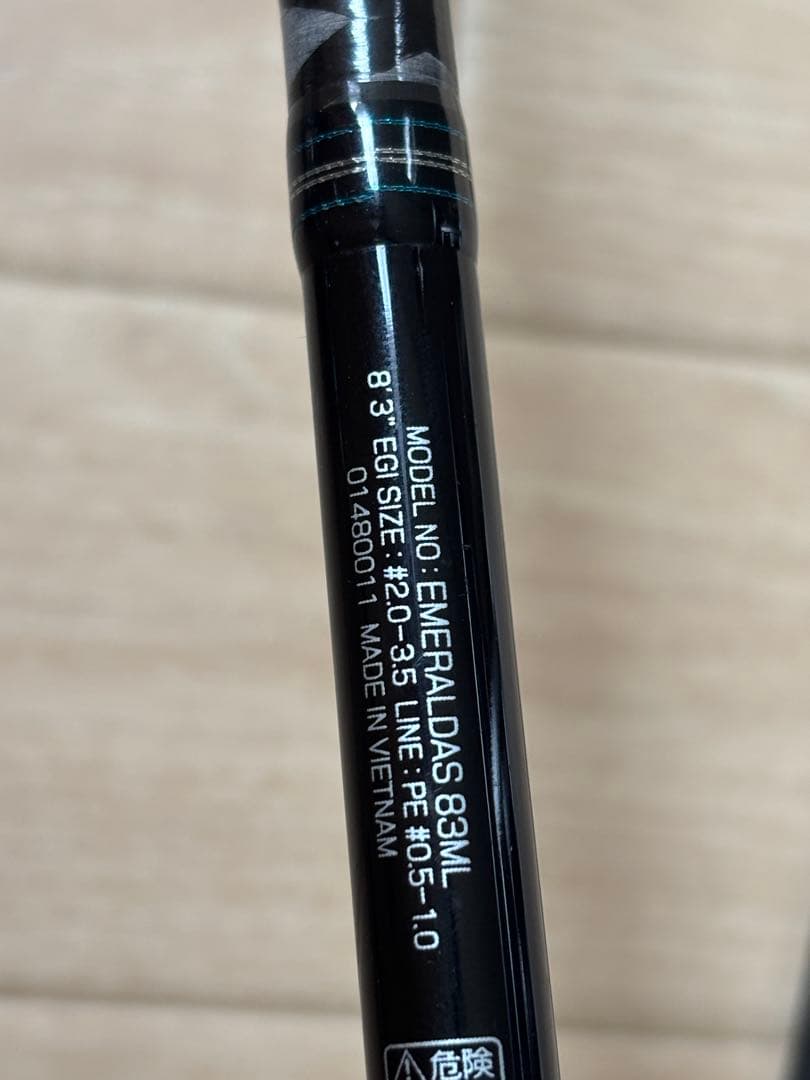 MODEL NO : EMERALDAS 83ML
8'3" EGI SIZE : #2.0-3.5 LINE : PE #0.5-1.0
01480011 MADE IN VIETNAM
⚠危険